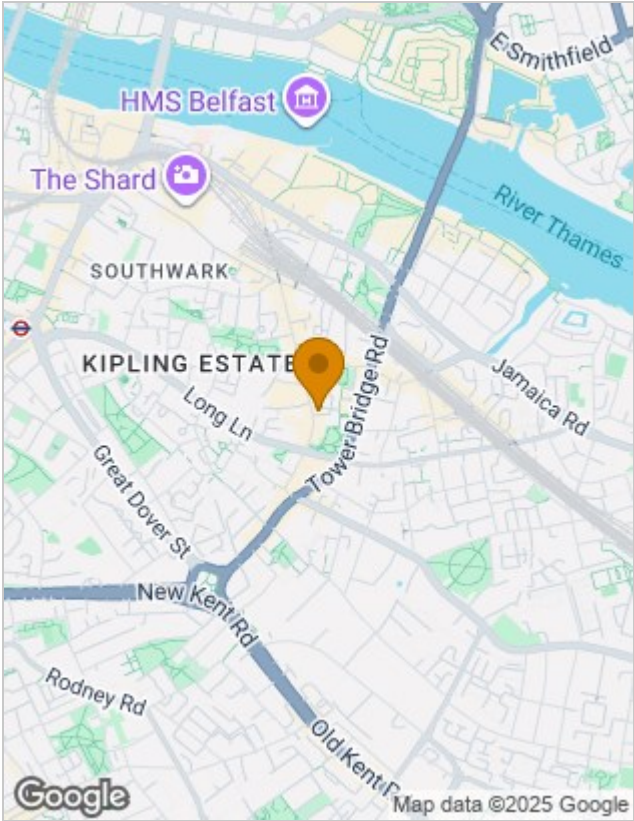 E Smithfield
HMS Belfast
The Shard
River Thames
SOUTHWARK
KIPLING ESTATE
Jamaica Rd
Tower Bridge Rd
Long Ln
Great Dover St
New Kent Rd
Rodney Rd
Old Kent R
Google
Map data ©2025 Google